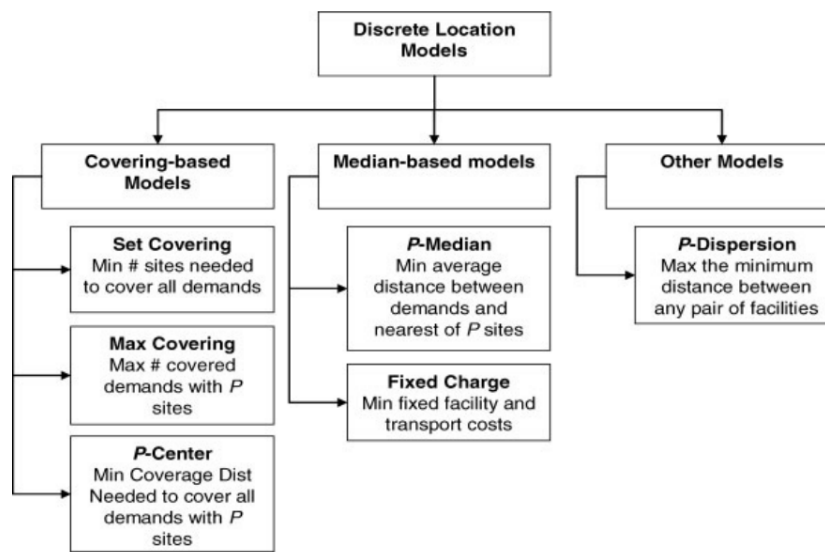 Discrete Location
Models
Covering-based
Models
Median-based models
Other Models
Set Covering
Min # sites needed
to cover all demands
Max Covering
Max # covered
demands with P
sites
P-Center
Min Coverage Dist
Needed to cover all
demands with P
sites
P-Median
Min average
distance between
demands and
nearest of P sites
Fixed Charge
Min fixed facility and
transport costs
P-Dispersion
Max the minimum
distance between
any pair of facilities